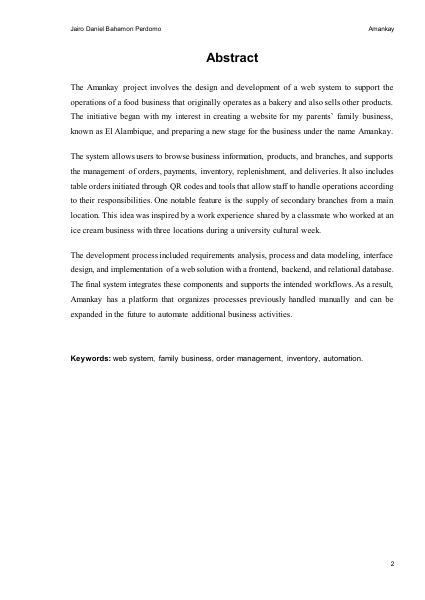 Jairo Daniel Bahamon Perdomo Amankay
Abstract
The Amankay project involves the design and development of a web system to support the
operations of a food business that originally operates as a bakery and also sells other products.
The initiative began with my interest in creating a website for my parents' family business,
known as El Alambique, and preparing a new stage for the business under the name Amankay.
The system allows users to browse business information, products, and branches, and supports
the management of orders, payments, inventory, replenishment, and deliveries. It also includes
table orders initiated through QR codes and tools that allow staff to handle operations according
to their responsibilities. One notable feature is the supply of secondary branches from a main
location. This idea was inspired by a work experience shared by a classmate who worked at an
ice cream business with three locations during a university cultural week.
The development process included requirements analysis, process and data modeling, interface
design, and implementation of a web solution with a frontend, backend, and relational database.
The final system integrates these components and supports the intended workflows. As a result,
Amankay has a platform that organizes processes previously handled manually and can be
expanded in the future to automate additional business activities.
Keywords: web system, family business, order management, inventory, automation.
2